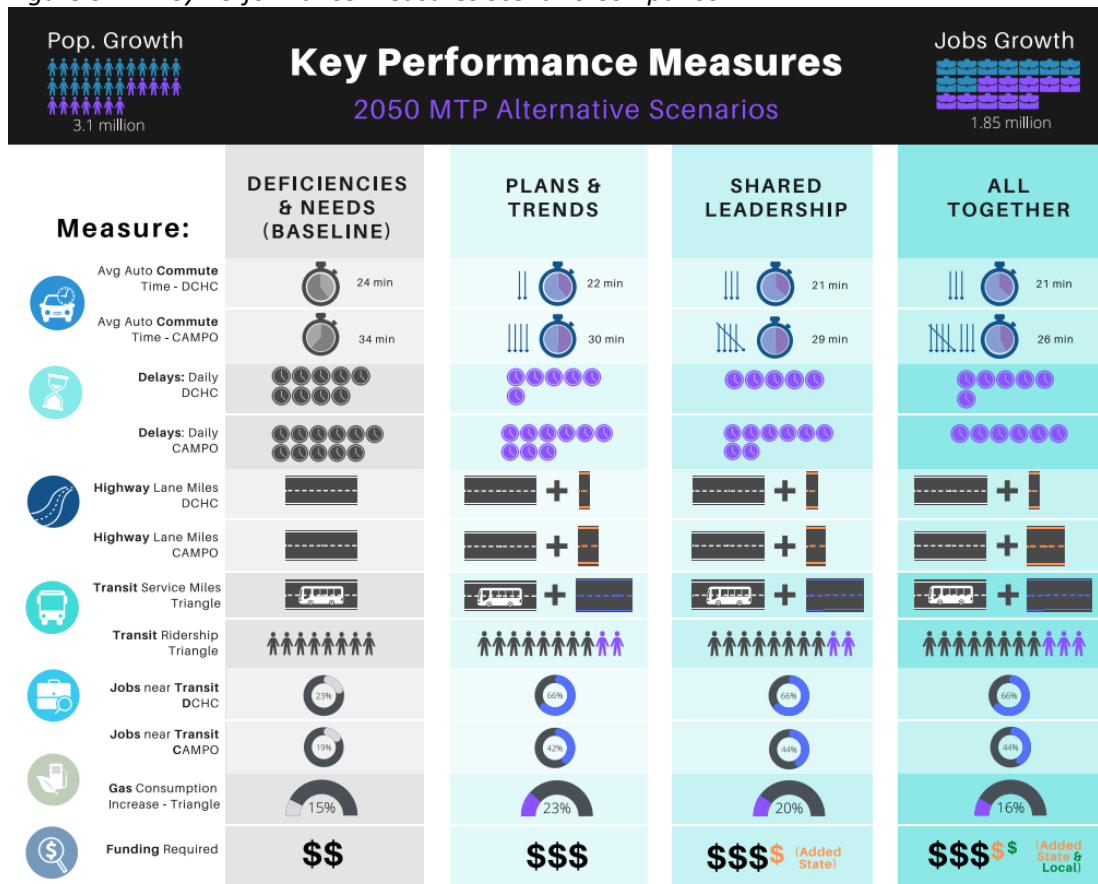 Pop. Growth
3.1 million
Key Performance Measures
2050 MTP Alternative Scenarios
Jobs Growth
1.85 million
Measure:
DEFICIENCIES
& NEEDS
(BASELINE)
PLANS &
TRENDS
SHARED
LEADERSHIP
ALL
TOGETHER
Avg Auto Commute
Time - DCHC
24 min
22 min
21 min
21 min
Avg Auto Commute
Time - CAMPO
34 min
30 min
29 min
26 min
Delays: Daily
DCHC
Delays: Daily
CAMPO
Highway Lane Miles
DCHC
+
+
+
Highway Lane Miles
CAMPO
+
+
+
Transit Service Miles
Triangle
+
+
+
Transit Ridership
Triangle
Jobs near Transit
DCHC
23%
66%
66%
66%
Jobs near Transit
CAMPO
19%
42%
44%
44%
Gas Consumption
Increase - Triangle
15%
23%
20%
16%
Funding Required
$$
$$$
$$$$ (Added
State)
$$$$$ (Added
State &
Local)